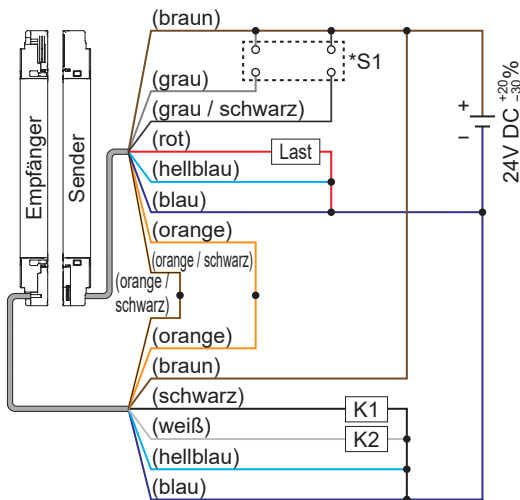 (braun)
*S1
(grau)
(grau / schwarz)
(rot)
Last
(hellblau)
(blau)
(orange)
(orange / schwarz)
(orange /
schwarz)
(orange)
(braun)
(schwarz)
K1
(weiß)
K2
(hellblau)
(blau)
Empfänger
Sender
+
−
24V DC +20 −30 %